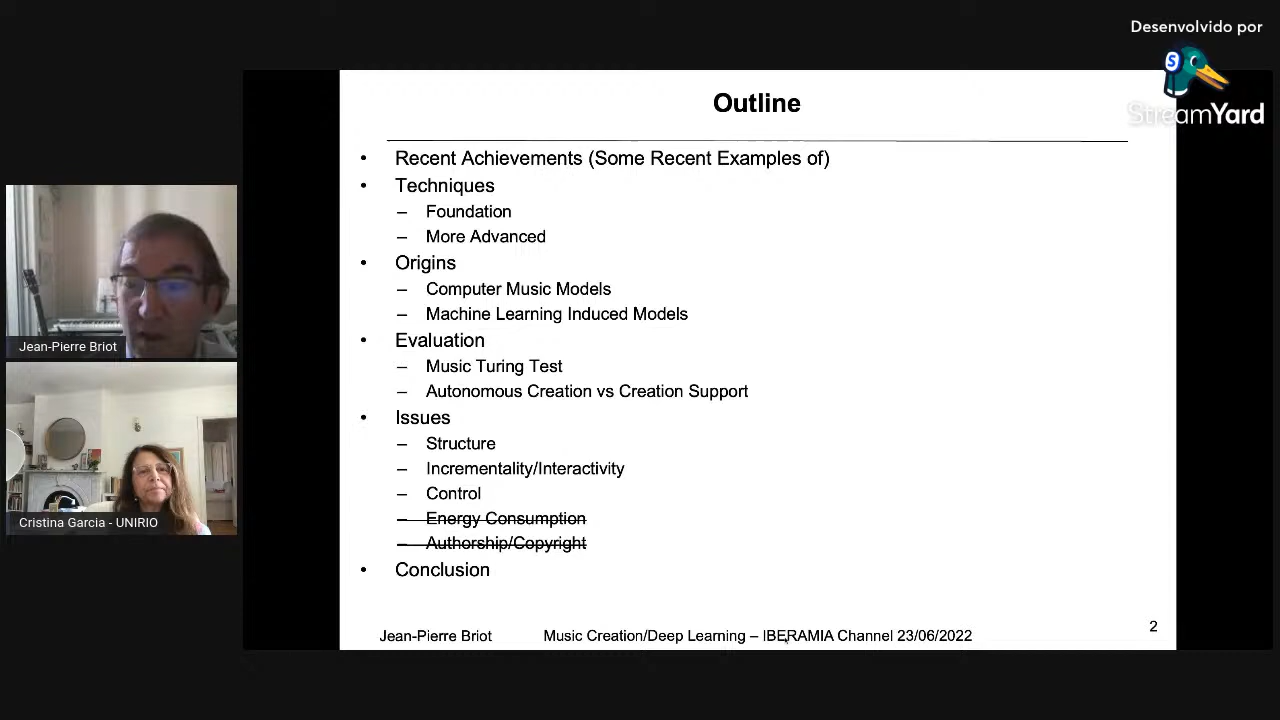 Desenvolvido por
StreamYard
Outline
• Recent Achievements (Some Recent Examples of)
• Techniques
– Foundation
– More Advanced
• Origins
– Computer Music Models
– Machine Learning Induced Models
• Evaluation
– Music Turing Test
– Autonomous Creation vs Creation Support
• Issues
– Structure
– Incrementality/Interactivity
– Control
– Energy Consumption
– Authorship/Copyright
• Conclusion
Jean-Pierre Briot Music Creation/Deep Learning – IBERAMIA Channel 23/06/2022 2
Jean-Pierre Briot
Cristina Garcia - UNIRIO